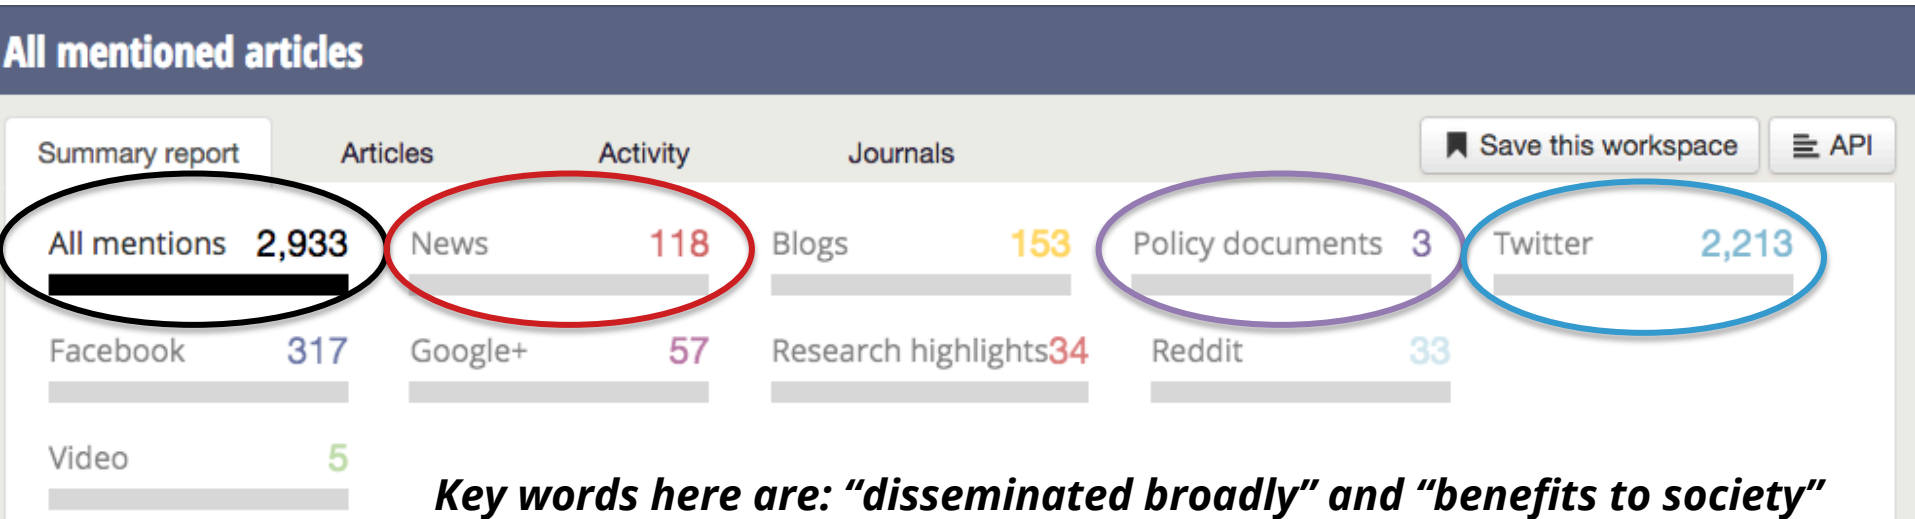 All mentioned articles
Summary report Articles Activity Journals Save this workspace API
All mentions 2,933 News 118 Blogs 153 Policy documents 3 Twitter 2,213
Facebook 317 Google+ 57 Research highlights34 Reddit 33
Video 5
Key words here are: “disseminated broadly” and “benefits to society”